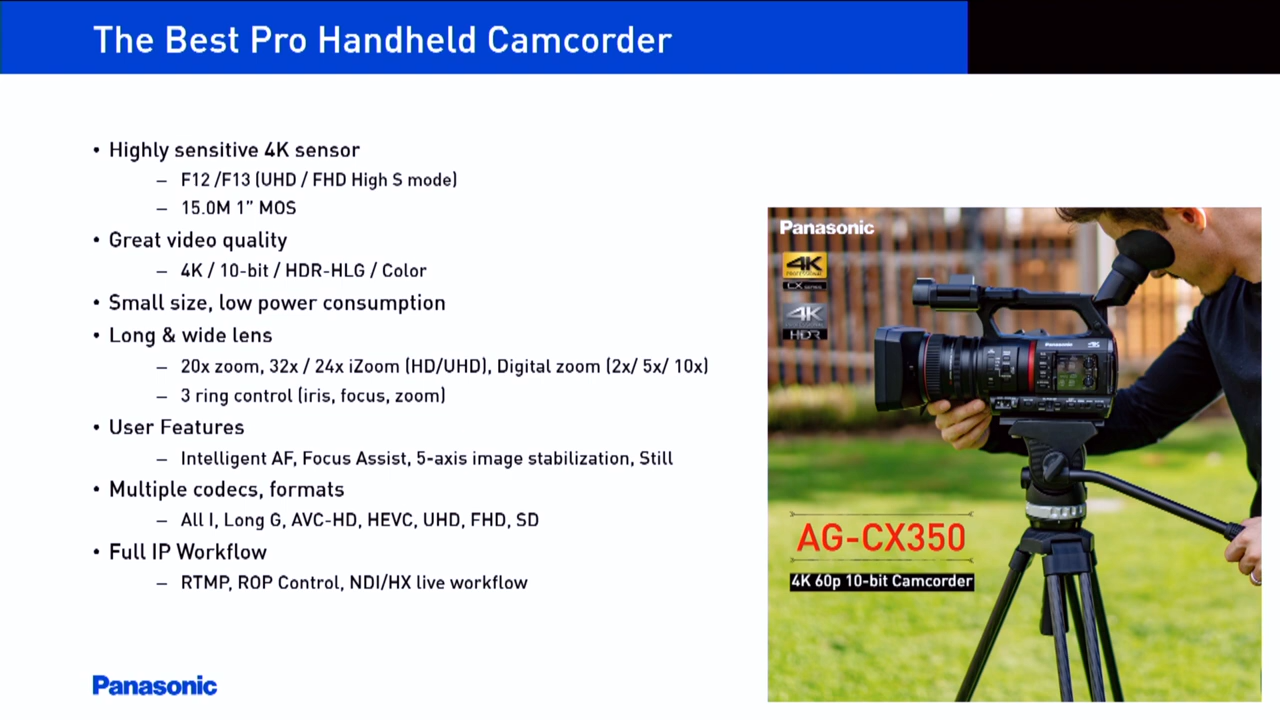 The Best Pro Handheld Camcorder
• Highly sensitive 4K sensor
– F12 /F13 (UHD / FHD High S mode)
– 15.0M 1” MOS
• Great video quality
– 4K / 10-bit / HDR-HLG / Color
• Small size, low power consumption
• Long & wide lens
– 20x zoom, 32x / 24x iZoom (HD/UHD), Digital zoom (2x/ 5x/ 10x)
– 3 ring control (iris, focus, zoom)
• User Features
– Intelligent AF, Focus Assist, 5-axis image stabilization, Still
• Multiple codecs, formats
– All I, Long G, AVC-HD, HEVC, UHD, FHD, SD
• Full IP Workflow
– RTMP, ROP Control, NDI/HX live workflow
Panasonic
Panasonic
4K
PROFESSIONAL
CX series
4K
HDR
Panasonic
4K
AG-CX350
4K 60p 10-bit Camcorder